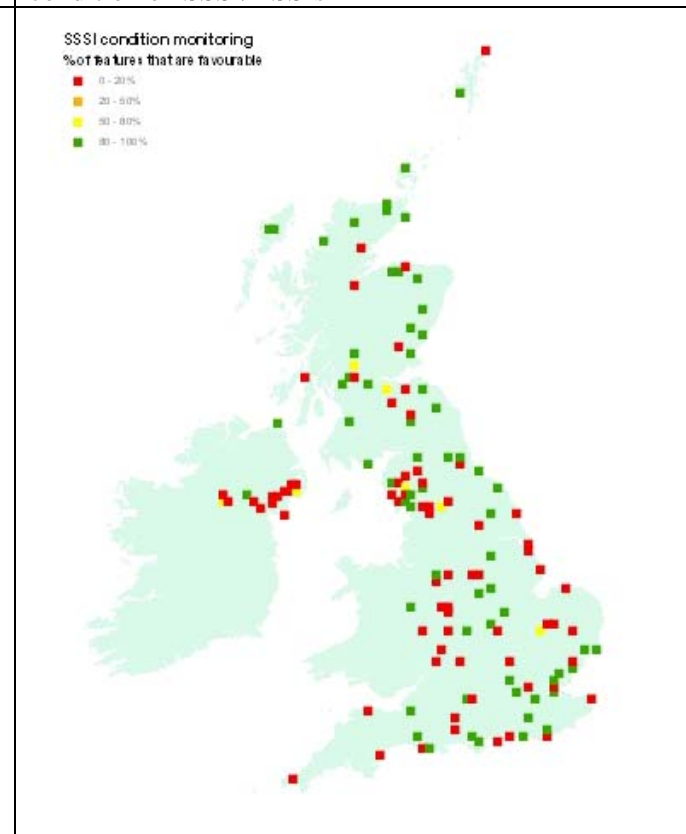 SSSI condition monitoring
% of features that are favourable
0 - 20%
20 - 50%
50 - 80%
80 - 100%